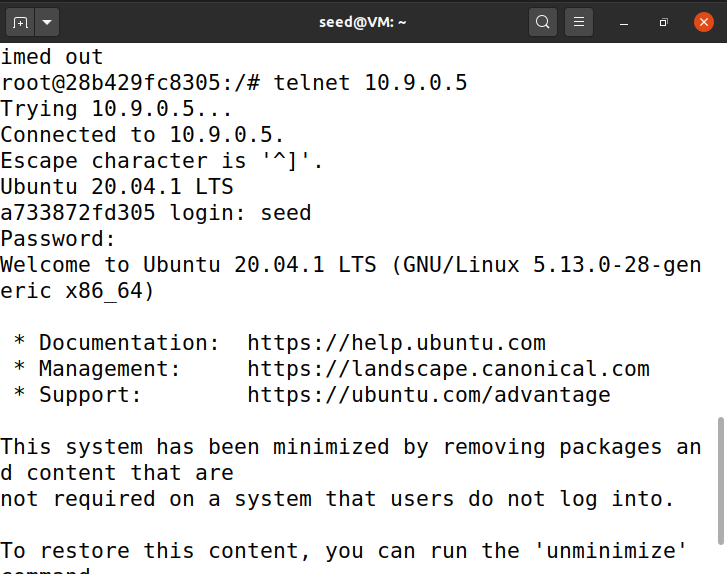 seed@VM: ~
imed out
root@28b429fc8305:/# telnet 10.9.0.5
Trying 10.9.0.5...
Connected to 10.9.0.5.
Escape character is '^]'.
Ubuntu 20.04.1 LTS
a733872fd305 login: seed
Password:
Welcome to Ubuntu 20.04.1 LTS (GNU/Linux 5.13.0-28-gen
eric x86_64)
 * Documentation:  https://help.ubuntu.com
 * Management:     https://landscape.canonical.com
 * Support:        https://ubuntu.com/advantage
This system has been minimized by removing packages an
d content that are
not required on a system that users do not log into.
To restore this content, you can run the 'unminimize'
command